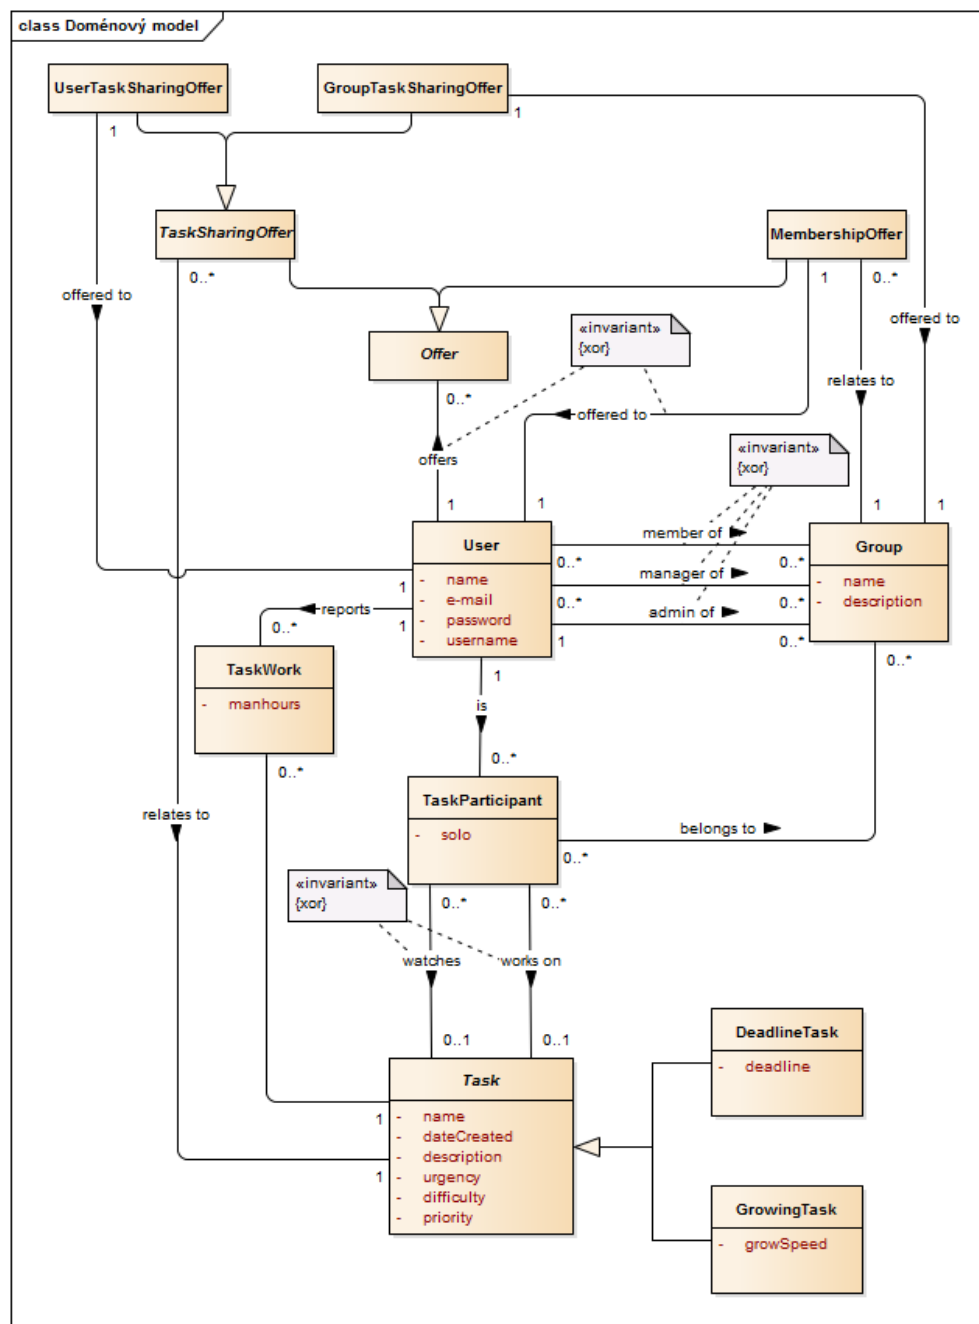 class Doménový model
UserTaskSharingOffer
GroupTaskSharingOffer
1
1
TaskSharingOffer
MembershipOffer
0..*
1
0..*
offered to
offered to
«invariant»
{xor}
Offer
0..*
relates to
offered to
«invariant»
{xor}
offers
1
1
1
1
User
- name
- e-mail
- password
- username
member of
0..*
0..*
manager of
0..*
0..*
admin of
1
0..*
Group
- name
- description
1
reports
1
0..*
0..*
TaskWork
- manhours
1
is
0..*
0..*
TaskParticipant
- solo
relates to
belongs to
0..*
«invariant»
{xor}
0..*
0..*
watches
works on
0..1
0..1
DeadlineTask
- deadline
Task
- name
- dateCreated
- description
- urgency
- difficulty
- priority
1
1
GrowingTask
- growSpeed